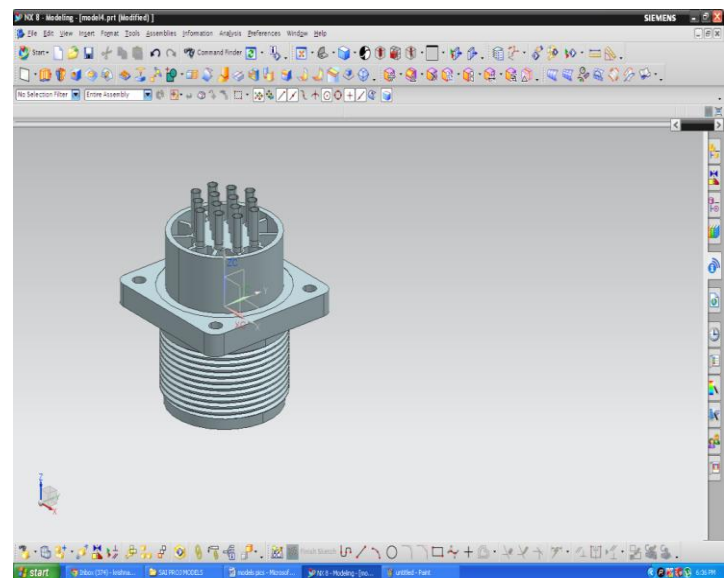 NX 8 - Modeling - [model4.prt (Modified) ]
SIEMENS
File Edit View Insert Format Tools Assemblies Information Analysis Preferences Window Help
Start
Command Finder
No Selection Filter
Entire Assembly
ZC
Y
X
Z
X
Finish Sketch
start
Inbox (374) - krishna...
SAI PROJ MODELS
models pics - Microsof...
NX 8 - Modeling - [mo...
untitled - Paint
6:36 PM